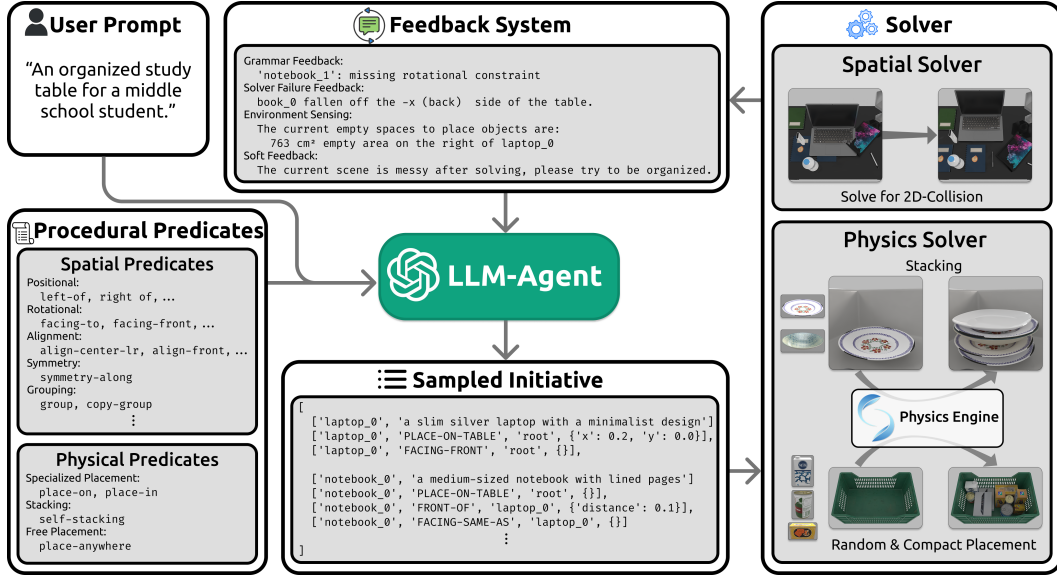 User Prompt
“An organized study
table for a middle
school student.”
Feedback System
Grammar Feedback:
'notebook_1': missing rotational constraint
Solver Failure Feedback:
book_0 fallen off the -x (back) side of the table.
Environment Sensing:
The current empty spaces to place objects are:
763 cm² empty area on the right of laptop_0
Soft Feedback:
The current scene is messy after solving, please try to be organized.
Procedural Predicates
Spatial Predicates
Positional:
left-of, right of, ...
Rotational:
facing-to, facing-front, ...
Alignment:
align-center-lr, align-front, ...
Symmetry:
symmetry-along
Grouping:
group, copy-group
⋮
Physical Predicates
Specialized Placement:
place-on, place-in
Stacking:
self-stacking
Free Placement:
place-anywhere
LLM-Agent
Sampled Initiative
[
['laptop_0', 'a slim silver laptop with a minimalist design']
['laptop_0', 'PLACE-ON-TABLE', 'root', {'x': 0.2, 'y': 0.0}],
['laptop_0', 'FACING-FRONT', 'root', {}],
['notebook_0', 'a medium-sized notebook with lined pages']
['notebook_0', 'PLACE-ON-TABLE', 'root', {}],
['notebook_0', 'FRONT-OF', 'laptop_0', {'distance': 0.1}],
['notebook_0', 'FACING-SAME-AS', 'laptop_0', {}]
⋮
]
Solver
Spatial Solver
Solve for 2D-Collision
Physics Solver
Stacking
Physics Engine
Random & Compact Placement